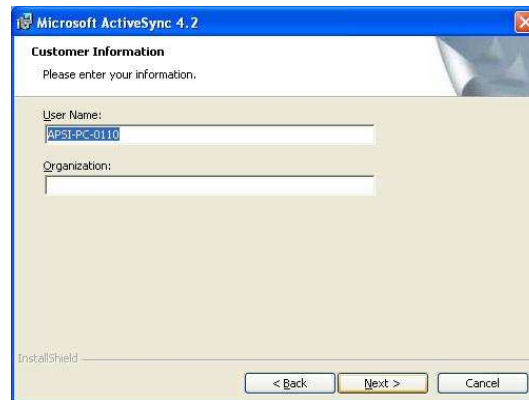 Microsoft ActiveSync 4.2
Customer Information
Please enter your information.
User Name:
APSI-PC-0110
Organization:
InstallShield
< Back Next > Cancel